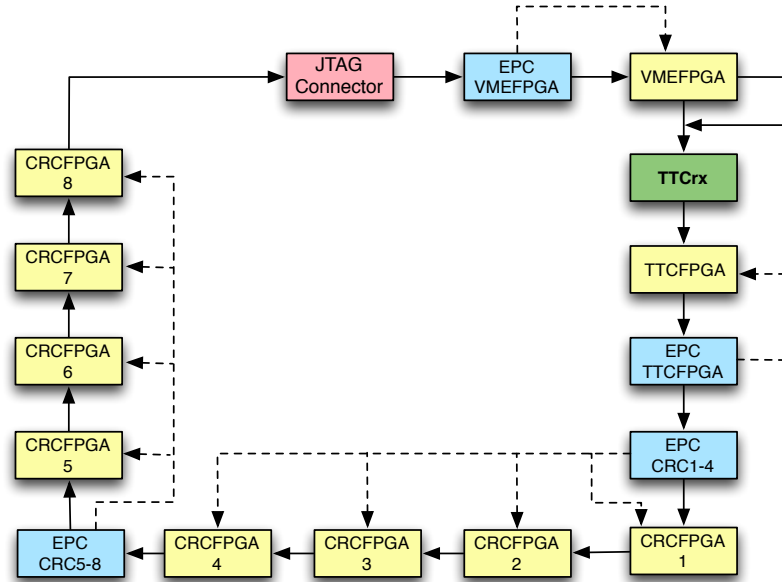 JTAG
Connector
EPC
VMEFPGA
VMEFPGA
TTCrx
TTCFPGA
EPC
TTCFPGA
EPC
CRC1-4
CRCFPGA
1
CRCFPGA
2
CRCFPGA
3
CRCFPGA
4
EPC
CRC5-8
CRCFPGA
5
CRCFPGA
6
CRCFPGA
7
CRCFPGA
8